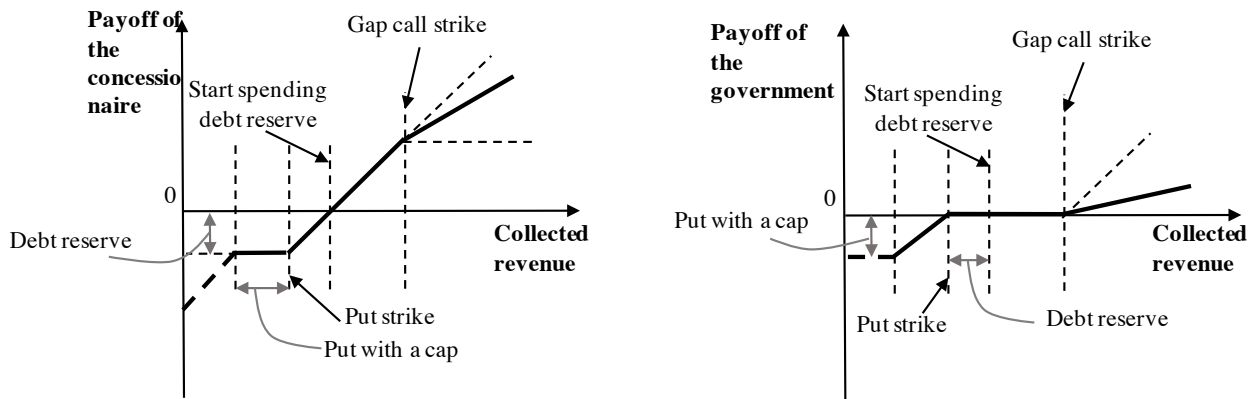 Payoff of
the
concessio
naire
Gap call strike
Start spending
debt reserve
0
Debt reserve
Collected
revenue
Put strike
Put with a cap
Payoff of
the
government
Gap call strike
Start spending
debt reserve
0
Put with a cap
Collected
revenue
Put strike
Debt reserve